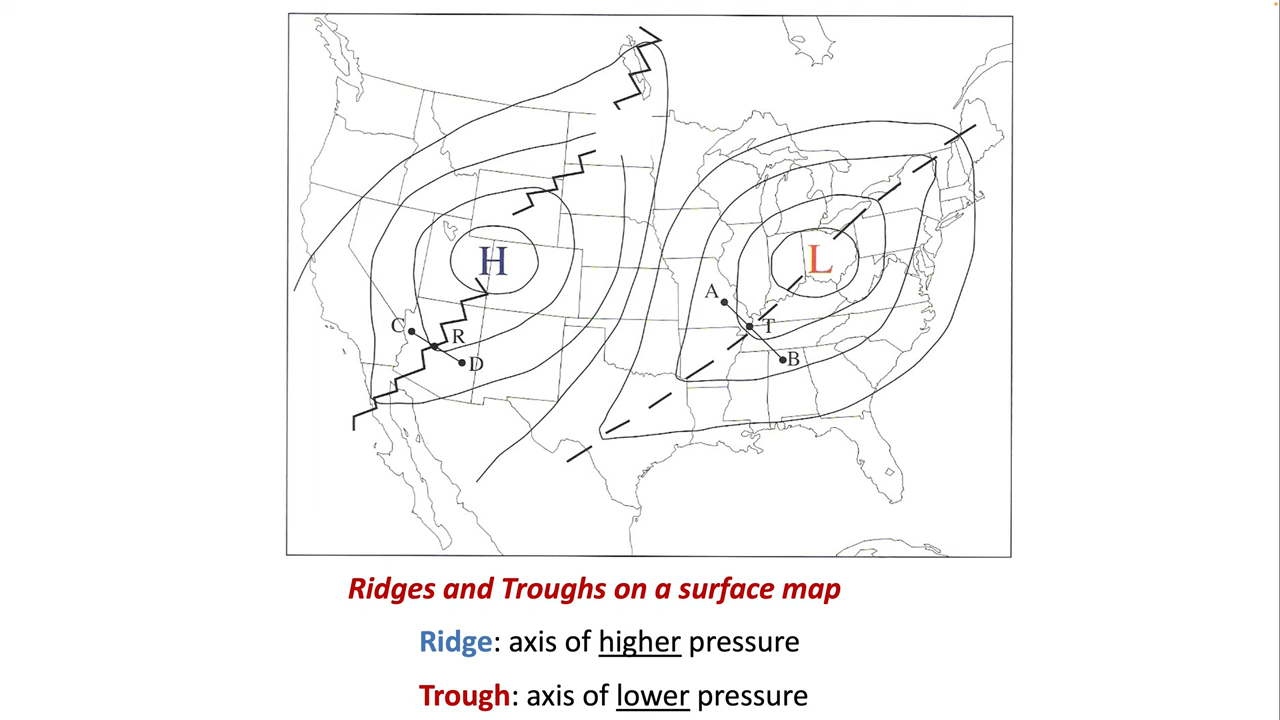 H
L
A
T
B
C
R
D
Ridges and Troughs on a surface map
Ridge: axis of higher pressure
Trough: axis of lower pressure